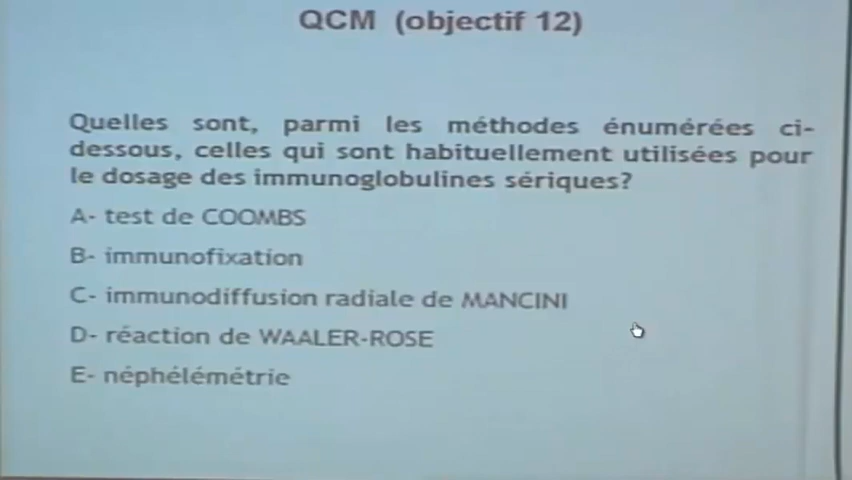 QCM (objectif 12)
Quelles sont, parmi les méthodes énumérées ci-
dessous, celles qui sont habituellement utilisées pour
le dosage des immunoglobulines sériques?
A- test de COOMBS
B- immunofixation
C- immunodiffusion radiale de MANCINI
D- réaction de WAALER-ROSE
E- néphélémétrie